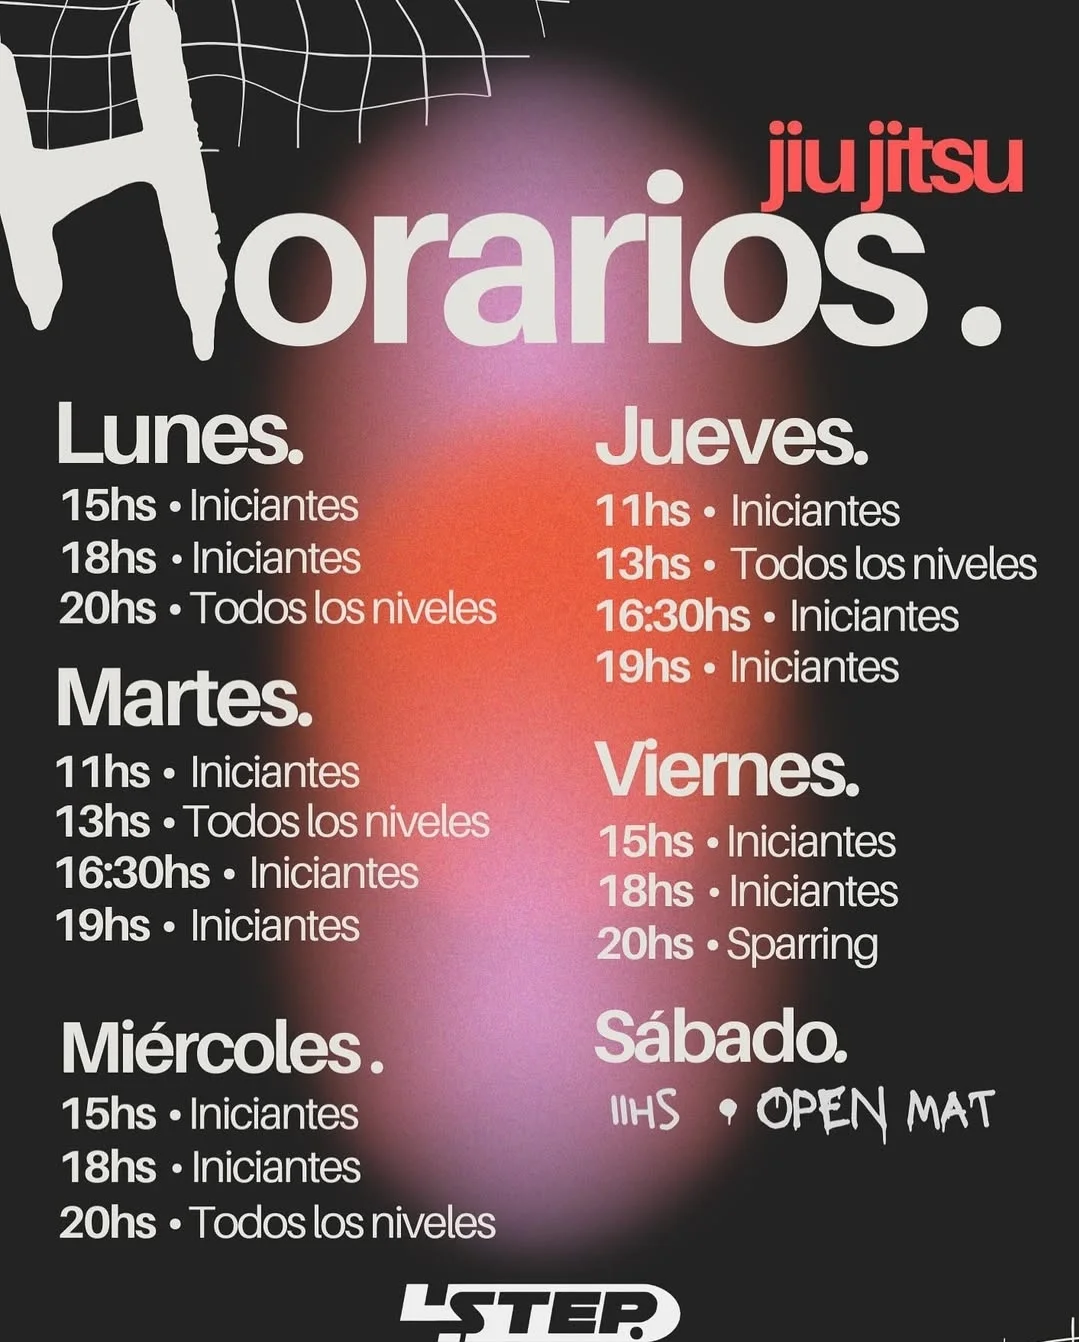 jiu jitsu
Horarios.
Lunes.
15hs • Iniciantes
18hs • Iniciantes
20hs • Todos los niveles
Martes.
11hs • Iniciantes
13hs • Todos los niveles
16:30hs • Iniciantes
19hs • Iniciantes
Miércoles.
15hs • Iniciantes
18hs • Iniciantes
20hs • Todos los niveles
Jueves.
11hs • Iniciantes
13hs • Todos los niveles
16:30hs • Iniciantes
19hs • Iniciantes
Viernes.
15hs • Iniciantes
18hs • Iniciantes
20hs • Sparring
Sábado.
11HS • OPEN MAT
4STEP.